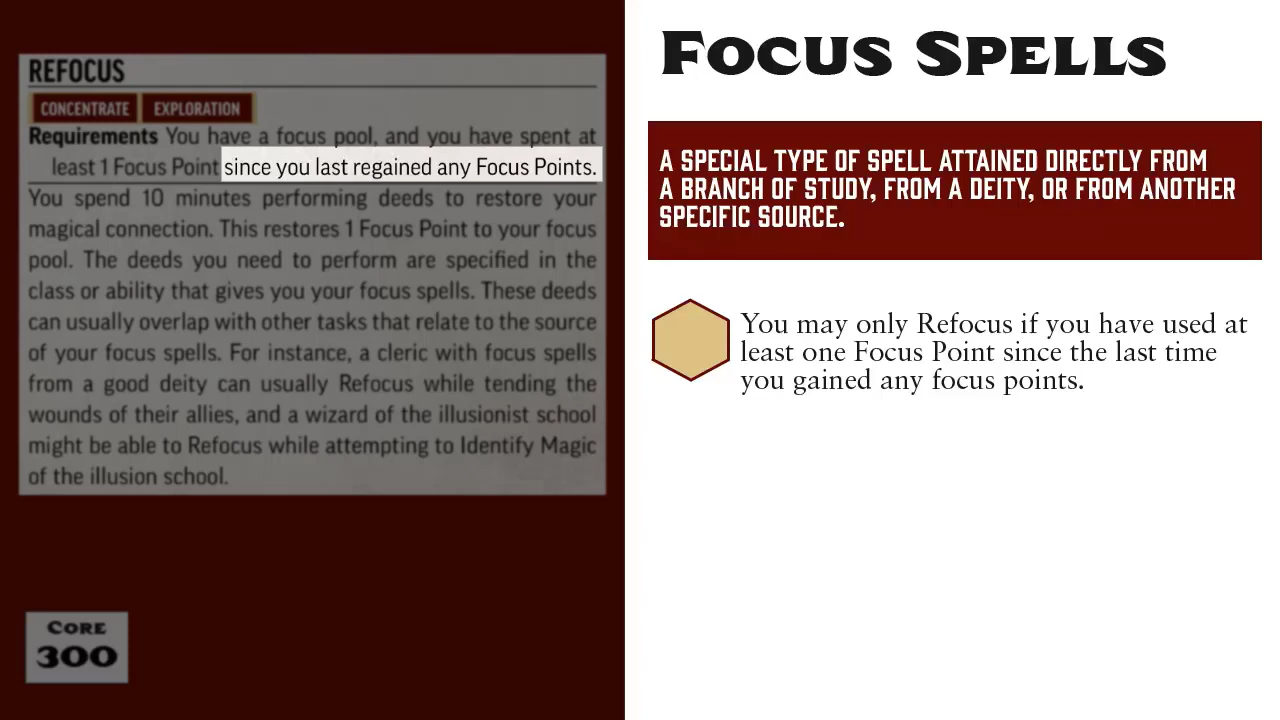 REFOCUS
CONCENTRATE EXPLORATION
Requirements You have a focus pool, and you have spent at
least 1 Focus Point since you last regained any Focus Points.
You spend 10 minutes performing deeds to restore your
magical connection. This restores 1 Focus Point to your focus
pool. The deeds you need to perform are specified in the
class or ability that gives you your focus spells. These deeds
can usually overlap with other tasks that relate to the source
of your focus spells. For instance, a cleric with focus spells
from a good deity can usually Refocus while tending the
wounds of their allies, and a wizard of the illusionist school
might be able to Refocus while attempting to Identify Magic
of the illusion school.
CORE
300
FOCUS SPELLS
A SPECIAL TYPE OF SPELL ATTAINED DIRECTLY FROM
A BRANCH OF STUDY, FROM A DEITY, OR FROM ANOTHER
SPECIFIC SOURCE.
You may only Refocus if you have used at
least one Focus Point since the last time
you gained any focus points.